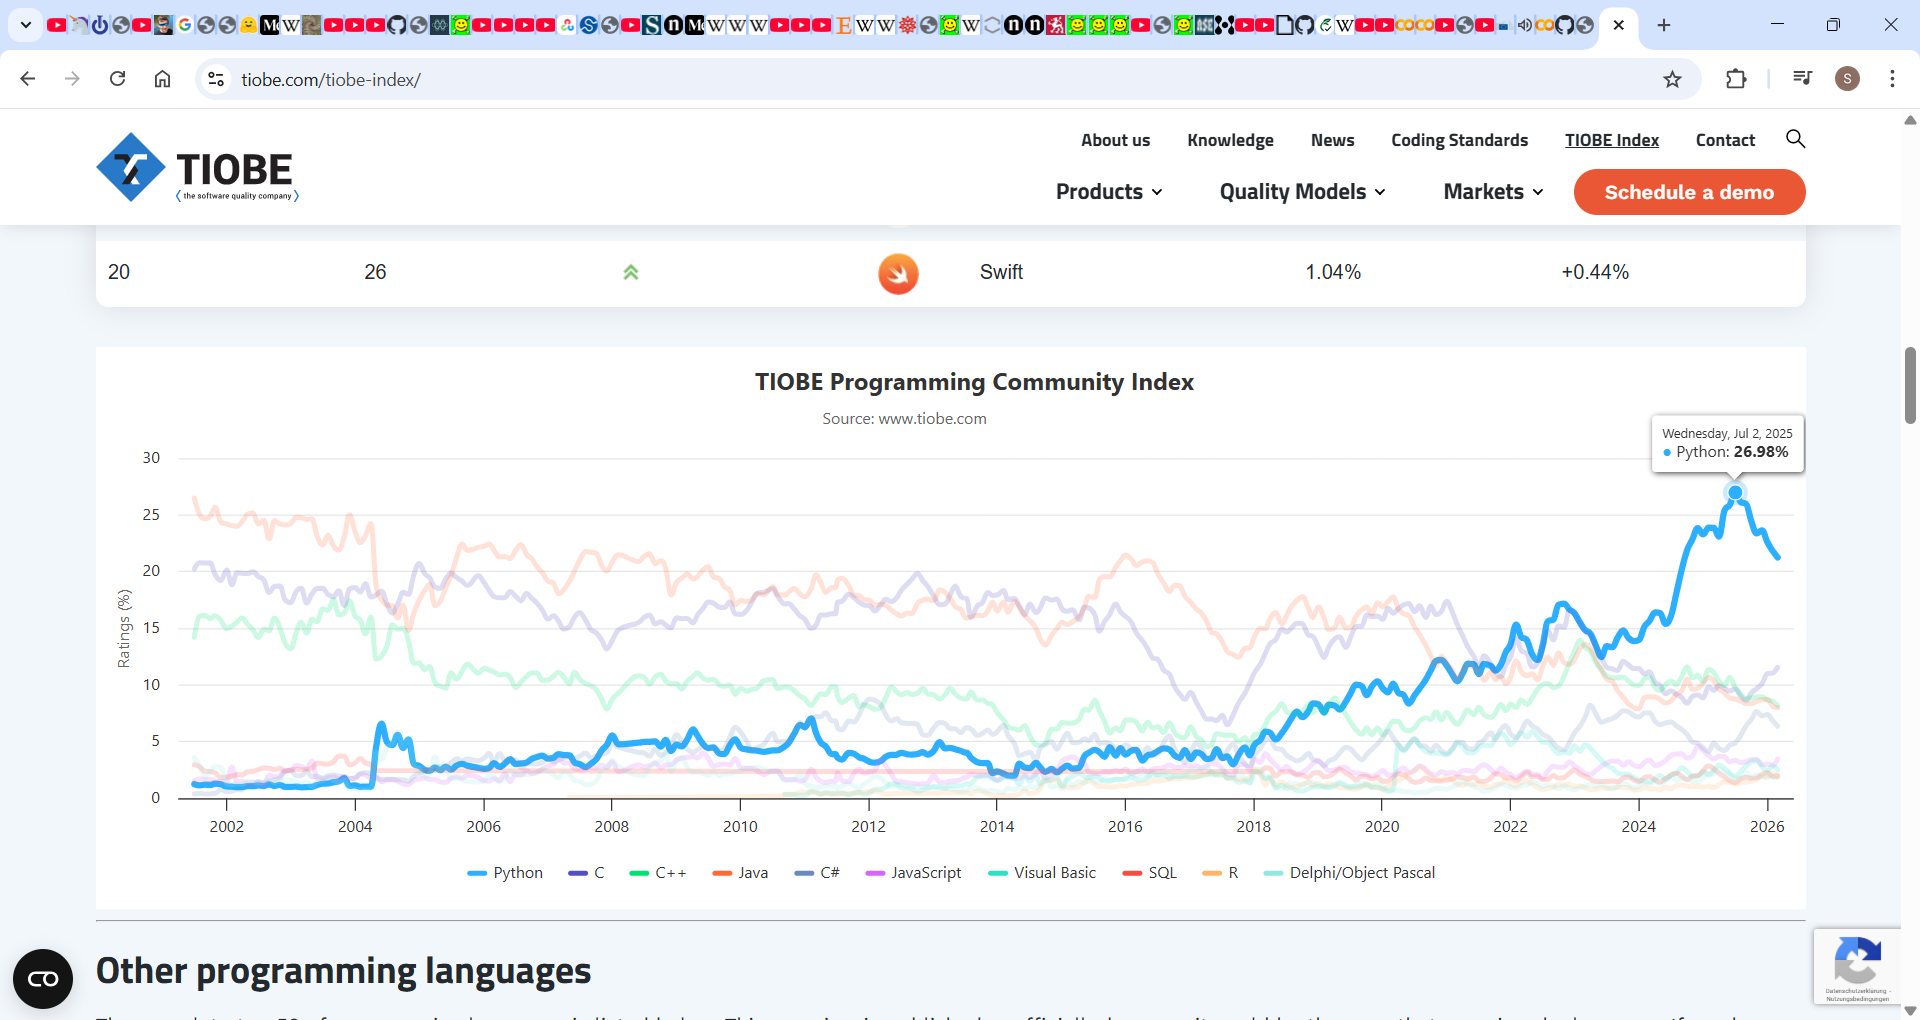 tiobe.com/tiobe-index/
S
TIOBE
⟨ the software quality company ⟩
About us Knowledge News Coding Standards TIOBE Index Contact
Products Quality Models Markets Schedule a demo
20 26 Swift 1.04% +0.44%
TIOBE Programming Community Index
Source: www.tiobe.com
Wednesday, Jul 2, 2025
● Python: 26.98%
Ratings (%)
30
25
20
15
10
5
0
2002 2004 2006 2008 2010 2012 2014 2016 2018 2020 2022 2024 2026
Python C C++ Java C# JavaScript Visual Basic SQL R Delphi/Object Pascal
Other programming languages
Datenschutzerklärung -
Nutzungsbedingungen